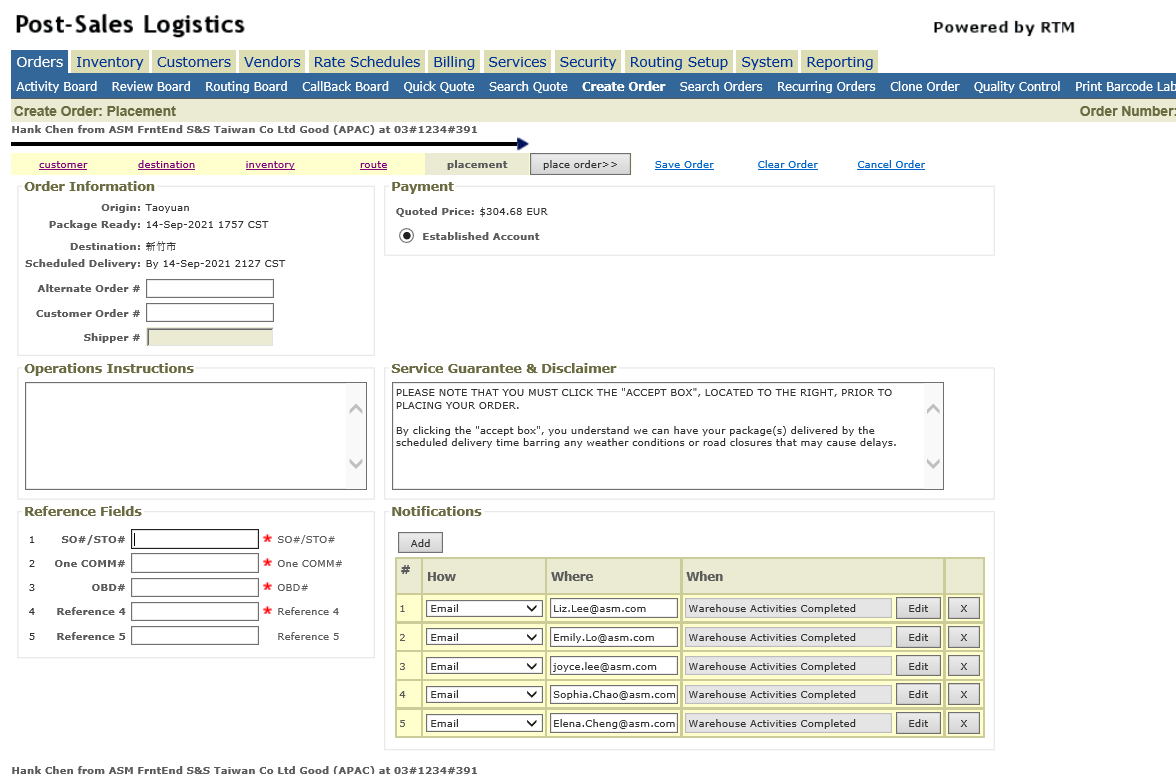 Post-Sales Logistics
Powered by RTM
Orders Inventory Customers Vendors Rate Schedules Billing Services Security Routing Setup System Reporting
Activity Board Review Board Routing Board CallBack Board Quick Quote Search Quote Create Order Search Orders Recurring Orders Clone Order Quality Control Print Barcode Lab
Create Order: Placement Order Number:
Hank Chen from ASM FrntEnd S&S Taiwan Co Ltd Good (APAC) at 03#1234#391
customer destination inventory route placement place order>> Save Order Clear Order Cancel Order
Order Information
Origin: Taoyuan
Package Ready: 14-Sep-2021 1757 CST
Destination: 新竹市
Scheduled Delivery: By 14-Sep-2021 2127 CST
Alternate Order #
Customer Order #
Shipper #
Payment
Quoted Price: $304.68 EUR
Established Account
Operations Instructions
Service Guarantee & Disclaimer
PLEASE NOTE THAT YOU MUST CLICK THE "ACCEPT BOX", LOCATED TO THE RIGHT, PRIOR TO
PLACING YOUR ORDER.
By clicking the "accept box", you understand we can have your package(s) delivered by the
scheduled delivery time barring any weather conditions or road closures that may cause delays.
Reference Fields
1 SO#/STO# * SO#/STO#
2 One COMM# * One COMM#
3 OBD# * OBD#
4 Reference 4 * Reference 4
5 Reference 5 Reference 5
Notifications
Add
# How Where When
1 Email Liz.Lee@asm.com Warehouse Activities Completed Edit X
2 Email Emily.Lo@asm.com Warehouse Activities Completed Edit X
3 Email joyce.lee@asm.com Warehouse Activities Completed Edit X
4 Email Sophia.Chao@asm.com Warehouse Activities Completed Edit X
5 Email Elena.Cheng@asm.com Warehouse Activities Completed Edit X
Hank Chen from ASM FrntEnd S&S Taiwan Co Ltd Good (APAC) at 03#1234#391